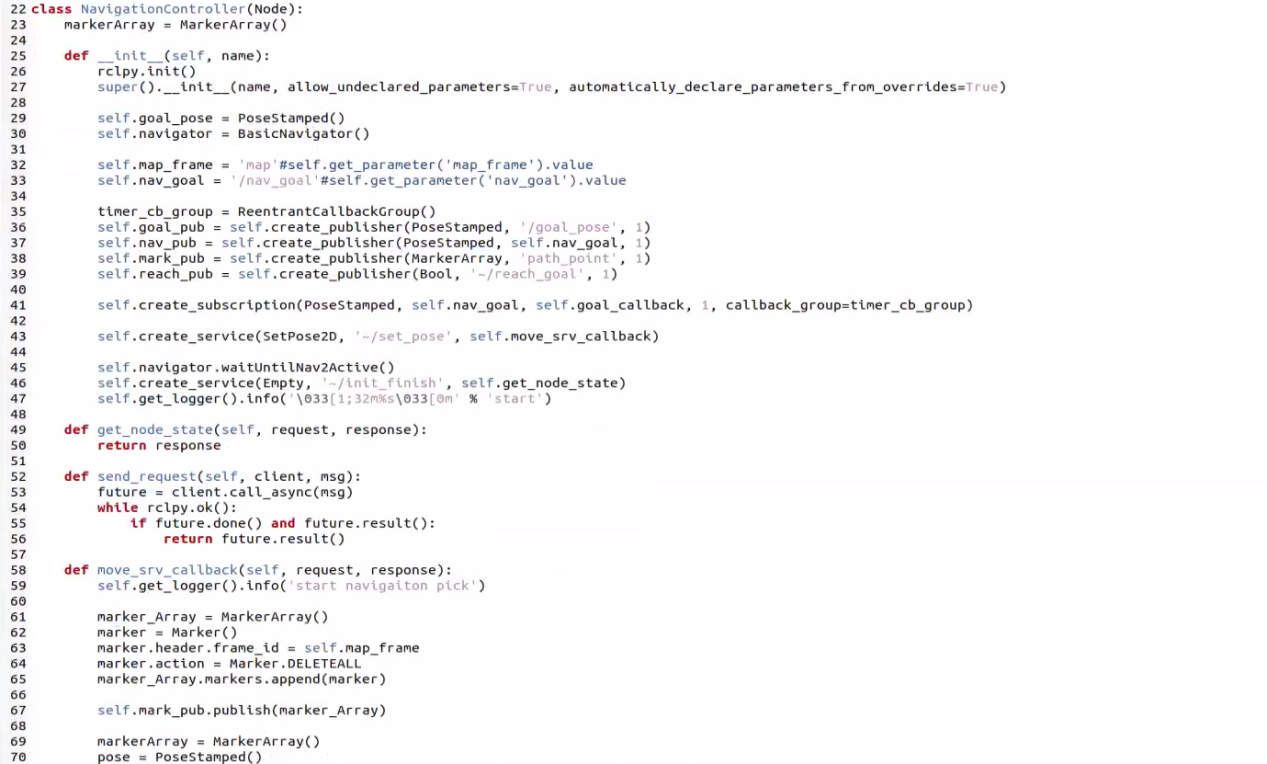 22 class NavigationController(Node):
23     markerArray = MarkerArray()
24
25     def __init__(self, name):
26         rclpy.init()
27         super().__init__(name, allow_undeclared_parameters=True, automatically_declare_parameters_from_overrides=True)
28
29         self.goal_pose = PoseStamped()
30         self.navigator = BasicNavigator()
31
32         self.map_frame = 'map'#self.get_parameter('map_frame').value
33         self.nav_goal = '/nav_goal'#self.get_parameter('nav_goal').value
34
35         timer_cb_group = ReentrantCallbackGroup()
36         self.goal_pub = self.create_publisher(PoseStamped, '/goal_pose', 1)
37         self.nav_pub = self.create_publisher(PoseStamped, self.nav_goal, 1)
38         self.mark_pub = self.create_publisher(MarkerArray, 'path_point', 1)
39         self.reach_pub = self.create_publisher(Bool, '~/reach_goal', 1)
40
41         self.create_subscription(PoseStamped, self.nav_goal, self.goal_callback, 1, callback_group=timer_cb_group)
42
43         self.create_service(SetPose2D, '~/set_pose', self.move_srv_callback)
44
45         self.navigator.waitUntilNav2Active()
46         self.create_service(Empty, '~/init_finish', self.get_node_state)
47         self.get_logger().info('\033[1;32m%s\033[0m' % 'start')
48
49     def get_node_state(self, request, response):
50         return response
51
52     def send_request(self, client, msg):
53         future = client.call_async(msg)
54         while rclpy.ok():
55             if future.done() and future.result():
56                 return future.result()
57
58     def move_srv_callback(self, request, response):
59         self.get_logger().info('start navigaiton pick')
60
61         marker_Array = MarkerArray()
62         marker = Marker()
63         marker.header.frame_id = self.map_frame
64         marker.action = Marker.DELETEALL
65         marker_Array.markers.append(marker)
66
67         self.mark_pub.publish(marker_Array)
68
69         markerArray = MarkerArray()
70         pose = PoseStamped()